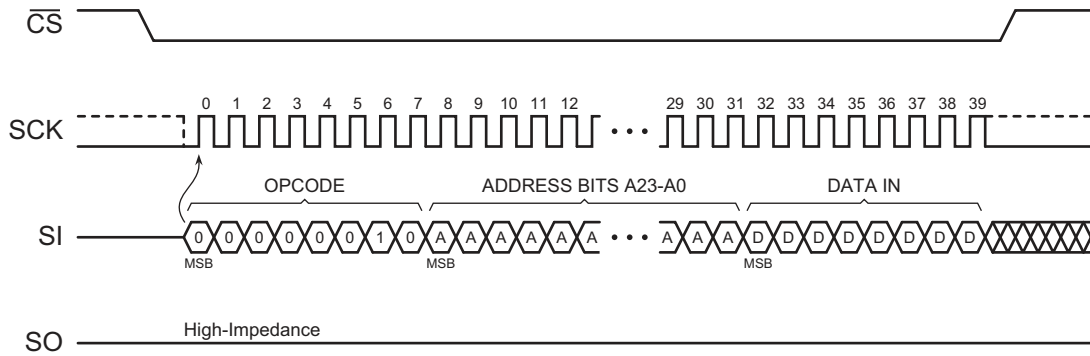 CS
0 1 2 3 4 5 6 7 8 9 10 11 12 29 30 31 32 33 34 35 36 37 38 39
SCK • • •
OPCODE ADDRESS BITS A23-A0 DATA IN
SI 0 0 0 0 0 0 1 0 A A A A A A • • • A A A D D D D D D D D
MSB MSB MSB
High-Impedance
SO